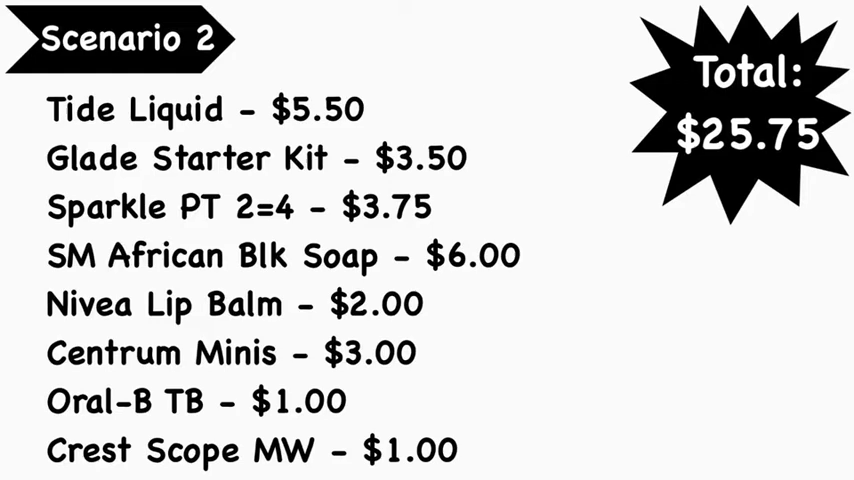 Scenario 2
Total:
$25.75
Tide Liquid - $5.50
Glade Starter Kit - $3.50
Sparkle PT 2=4 - $3.75
SM African Blk Soap - $6.00
Nivea Lip Balm - $2.00
Centrum Minis - $3.00
Oral-B TB - $1.00
Crest Scope MW - $1.00